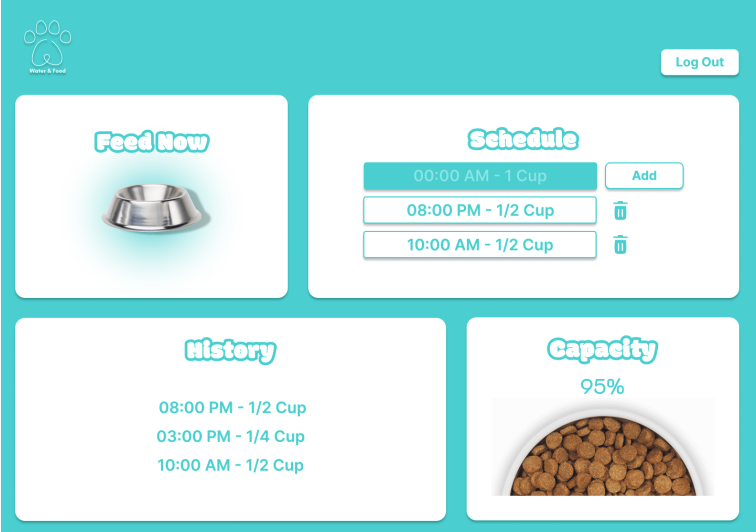 Water & Feed
Log Out
Feed Now
Schedule
00:00 AM - 1 Cup
Add
08:00 PM - 1/2 Cup
10:00 AM - 1/2 Cup
History
08:00 PM - 1/2 Cup
03:00 PM - 1/4 Cup
10:00 AM - 1/2 Cup
Capacity
95%